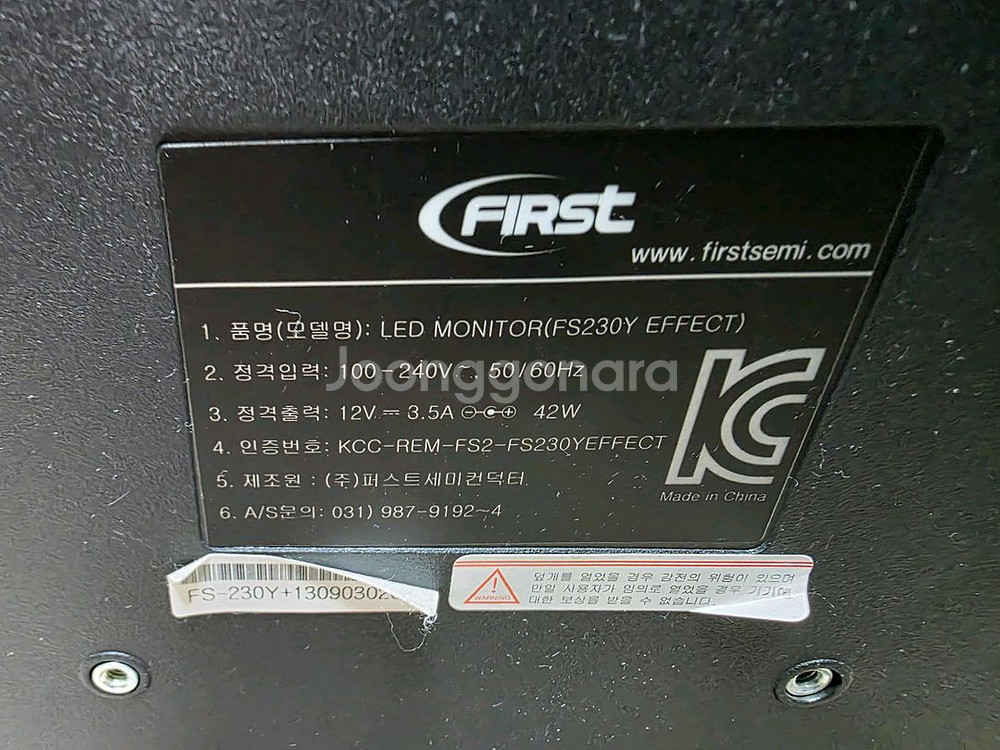 FIRST
www.firstsemi.com
1. 품명(모델명): LED MONITOR(FS230Y EFFECT)
2. 정격입력: 100-240V~, 50/60Hz
Joonggonara
3. 정격출력: 12V ⎓ 3.5A ⊖-C-⊕ 42W
4. 인증번호: KCC-REM-FS2-FS230YEFFECT
5. 제조원 : (주)퍼스트세미컨덕터
6. A/S문의: 031) 987-9192~4
Made in China
FS-230Y+13090302
WARNING
덮개를 열었을 경우 감전의 위험이 있으며
만일 사용자가 임의로 열었을 경우 기기에
대한 보상을 받을 수 없습니다.